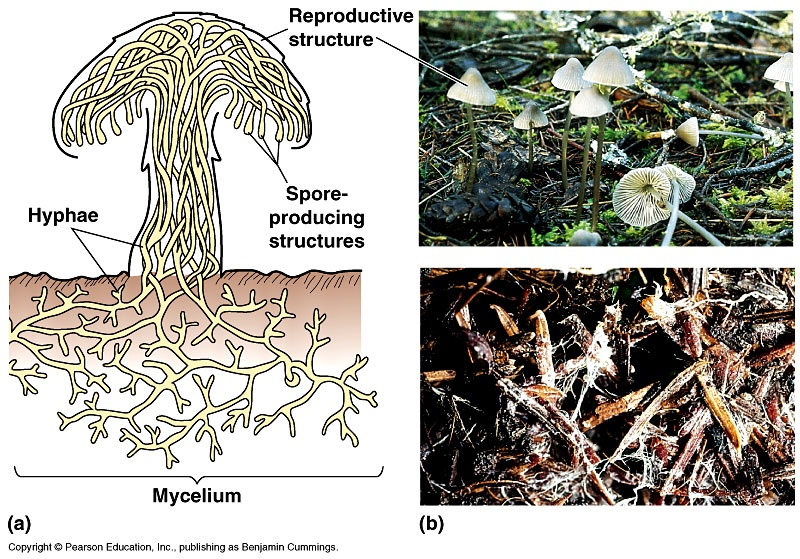 Reproductive
structure
Spore-
producing
structures
Hyphae
Mycelium
(a)
(b)
Copyright © Pearson Education, Inc., publishing as Benjamin Cummings.